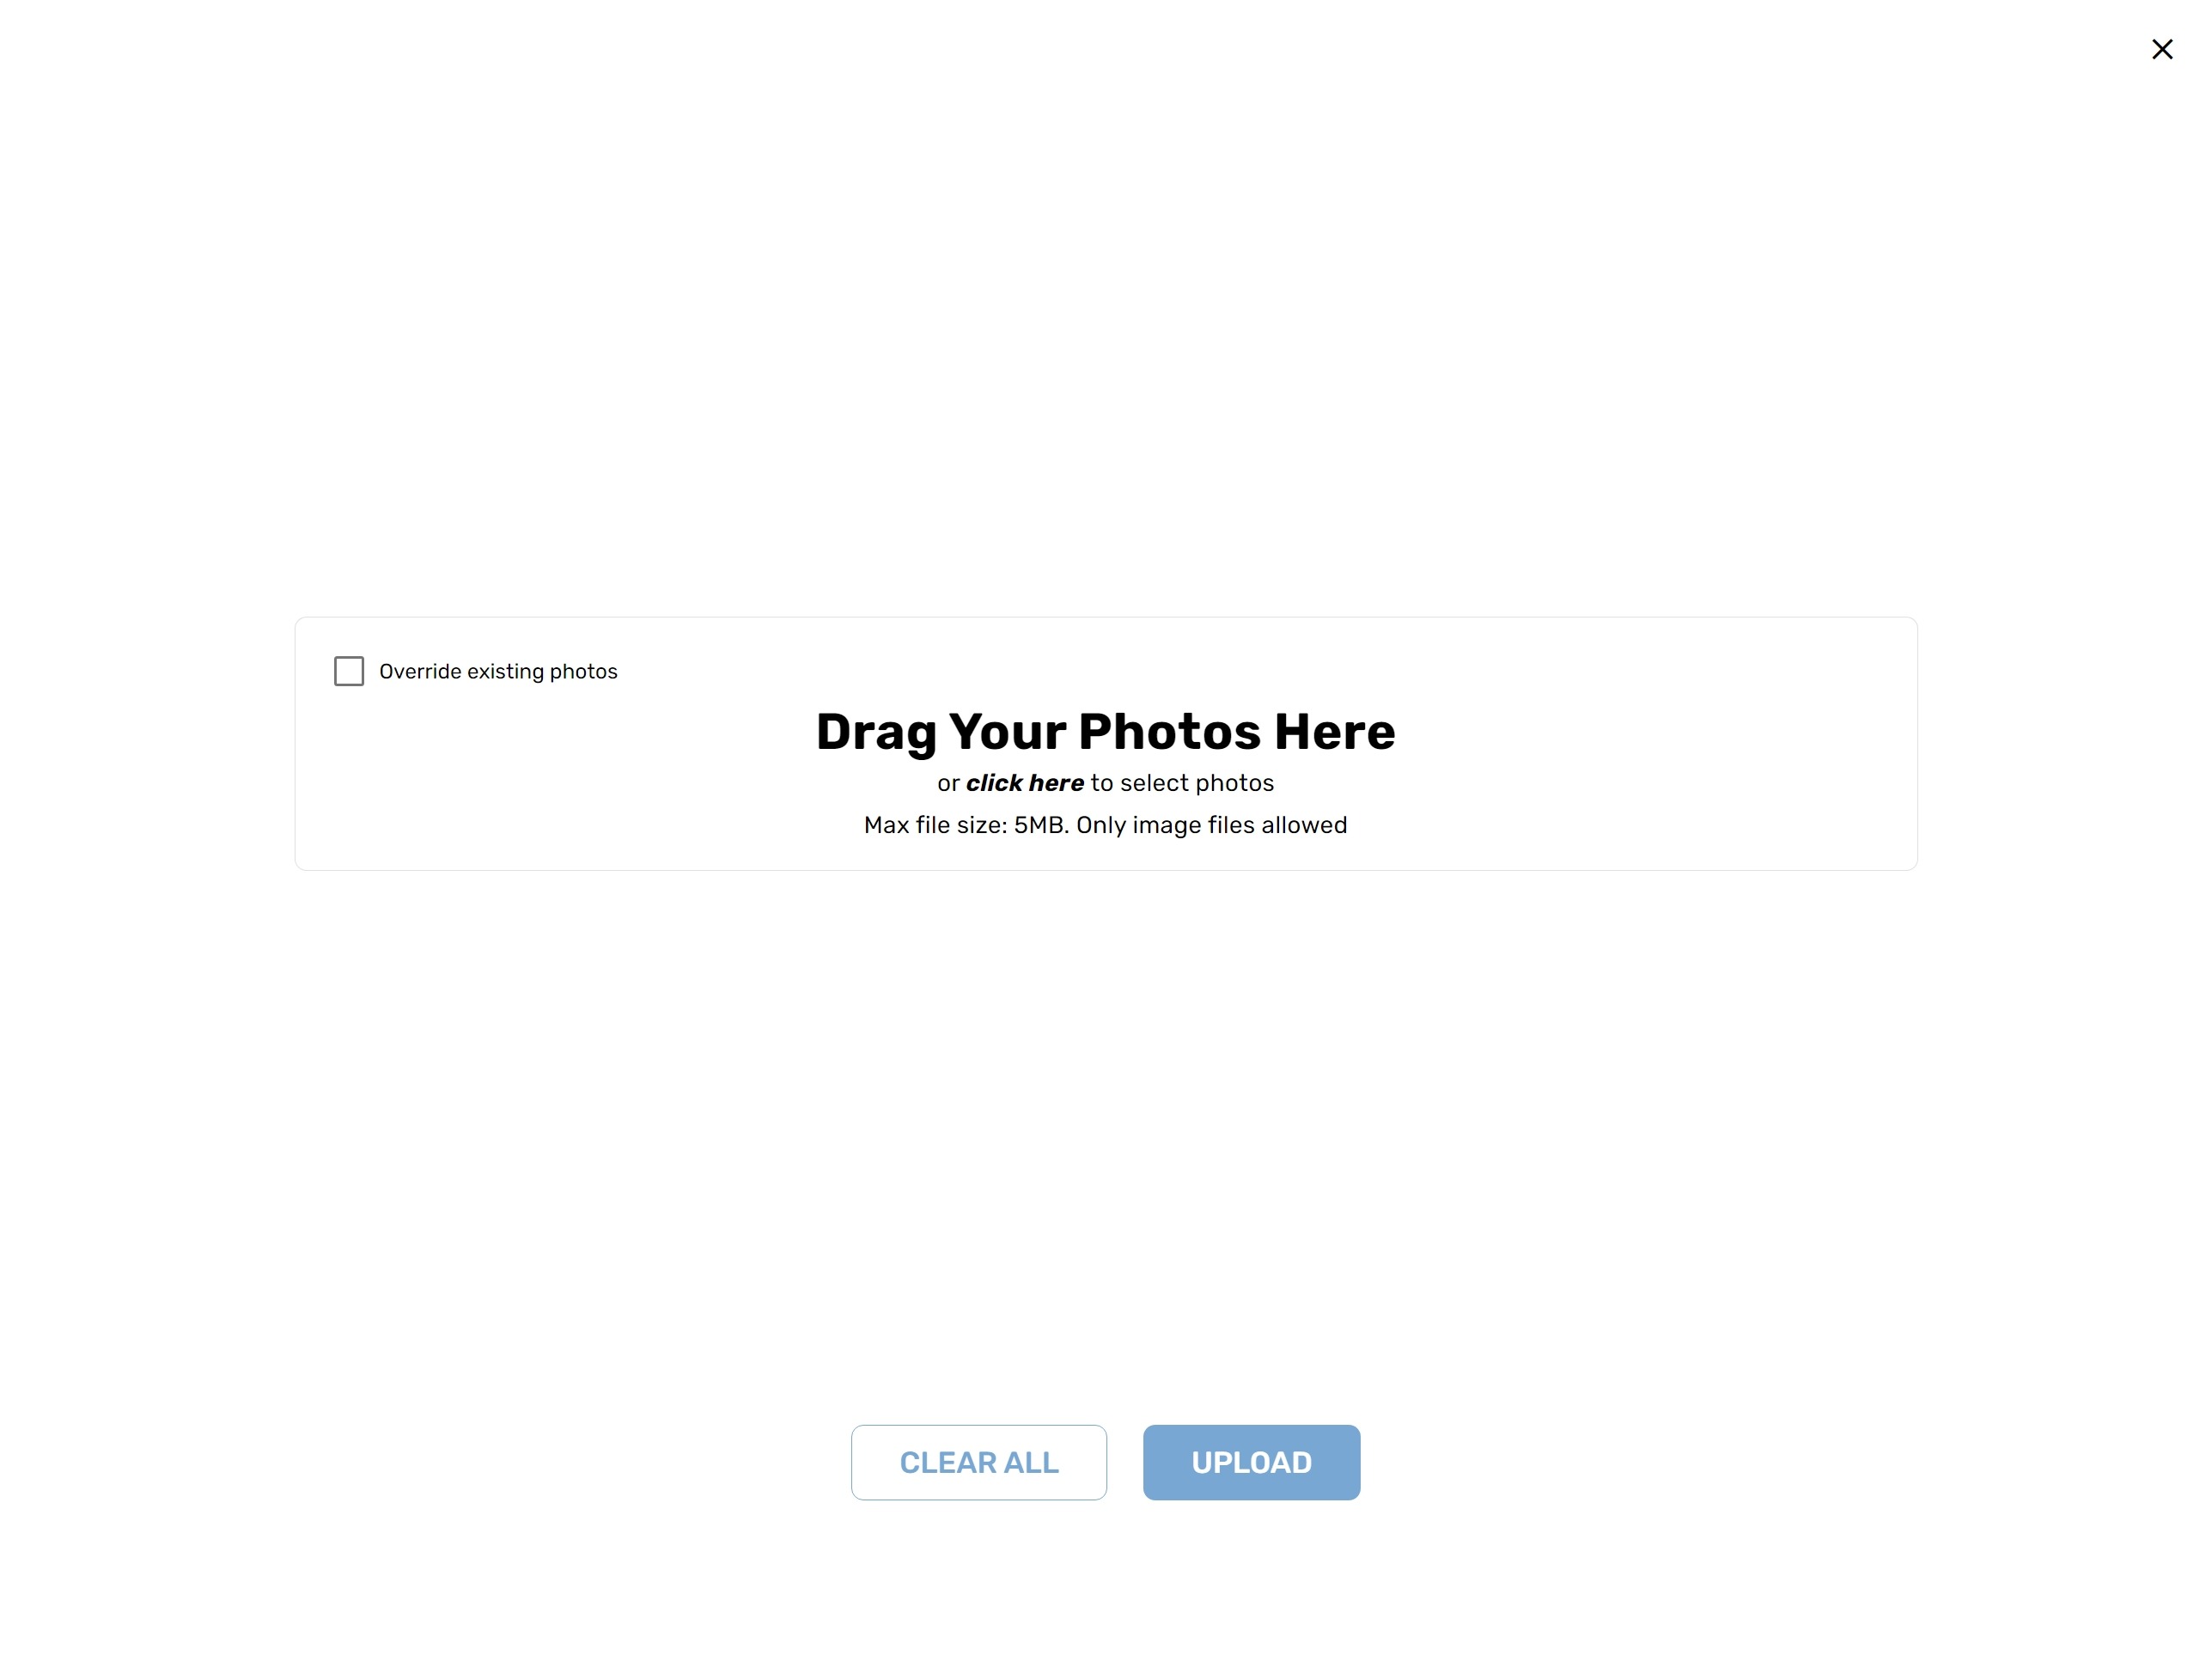 Override existing photos
Drag Your Photos Here
or click here to select photos
Max file size: 5MB. Only image files allowed
CLEAR ALL
UPLOAD